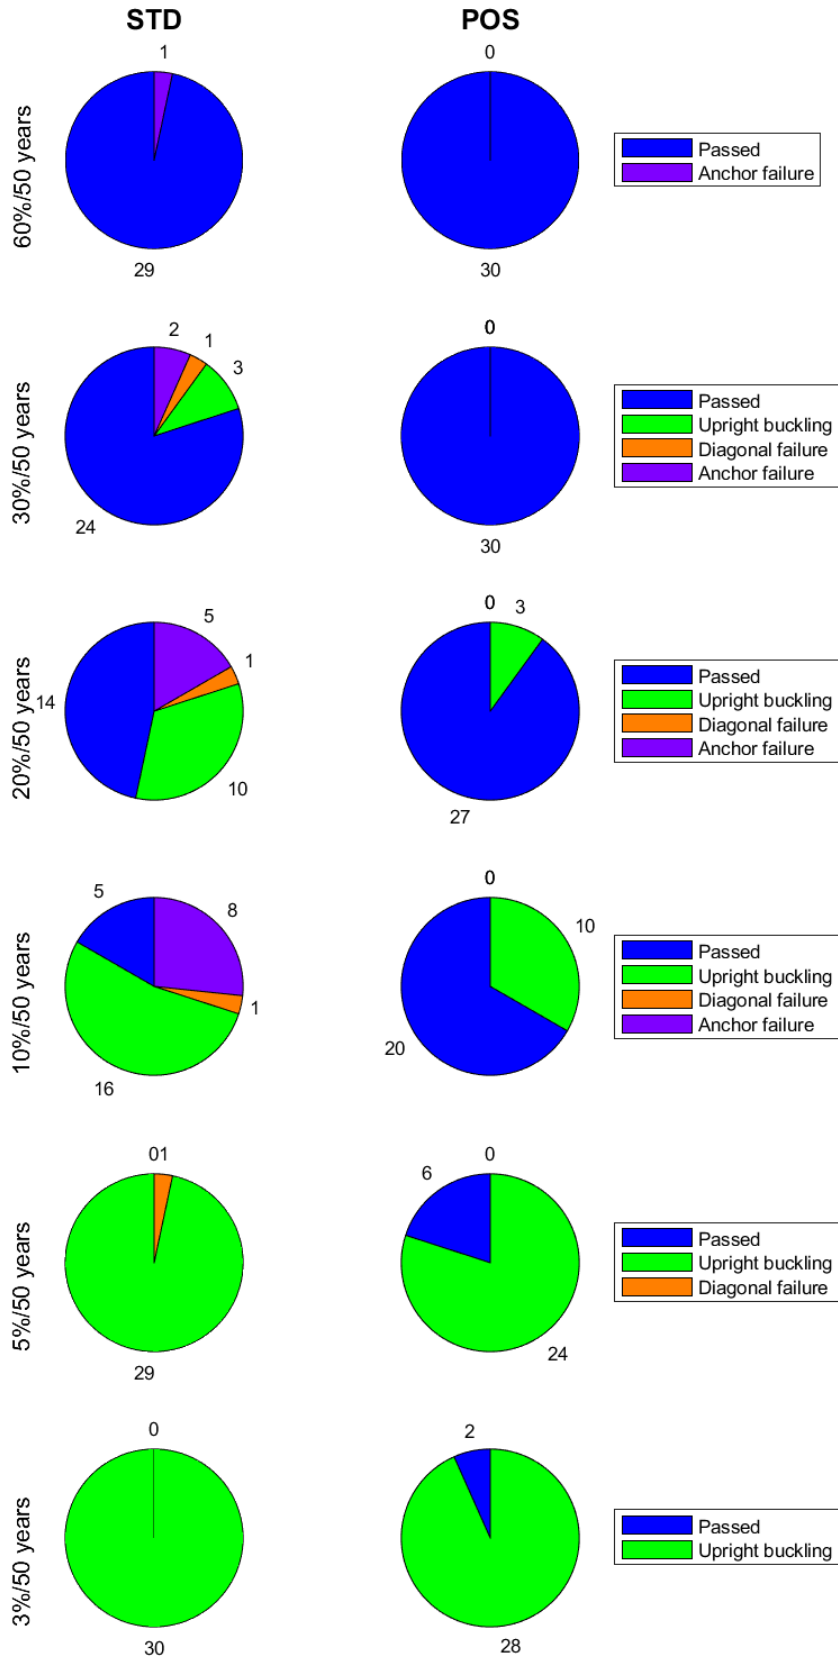 STD POS
1 0
60%/50 years
Passed
Anchor failure
29 30
2 1 3 0
30%/50 years
Passed
Upright buckling
Diagonal failure
Anchor failure
24 30
5 1 0 3
20%/50 years
14
Passed
Upright buckling
Diagonal failure
Anchor failure
10 27
5 8 0 10
10%/50 years
Passed
Upright buckling
Diagonal failure
Anchor failure
1 20
16
01 6 0
5%/50 years
Passed
Upright buckling
Diagonal failure
29 24
0 2
3%/50 years
Passed
Upright buckling
30 28